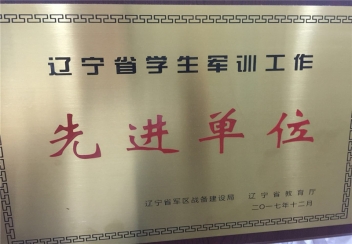 辽宁省学生军训工作
先进单位
辽宁省军区战备建设局 辽宁省教育厅
二〇一七年十二月